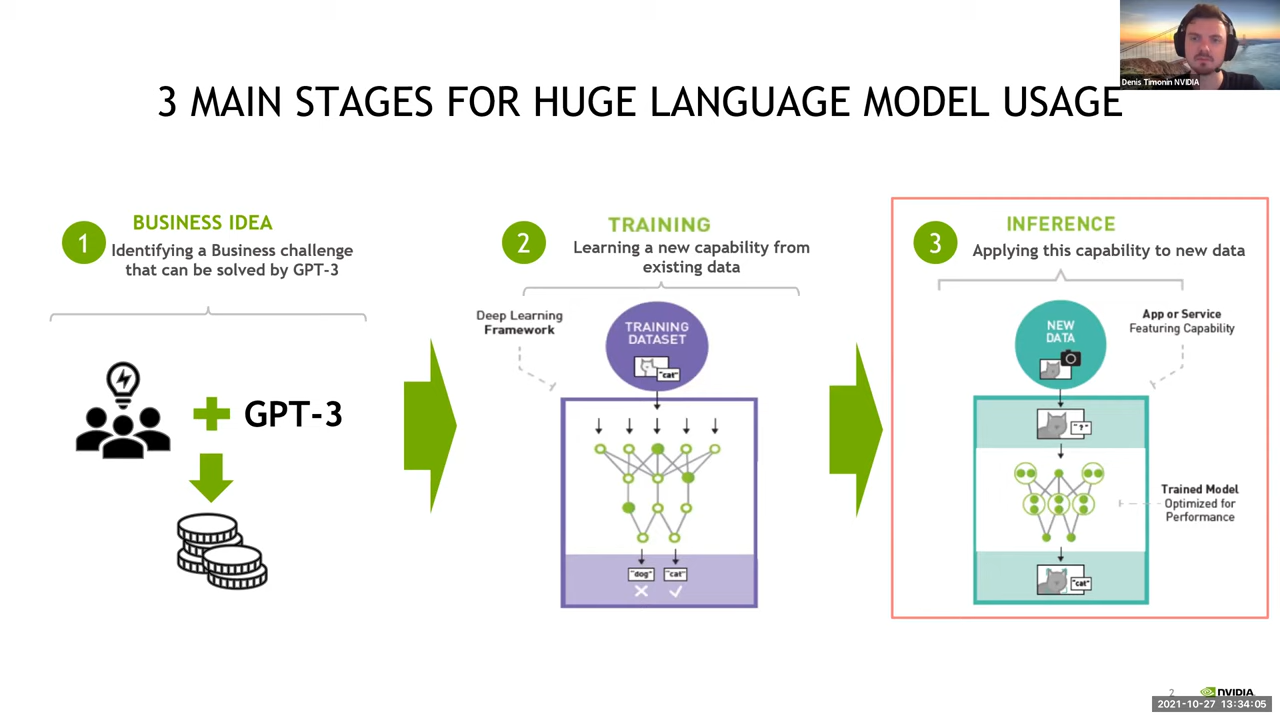 Denis Timonin NVIDIA
3 MAIN STAGES FOR HUGE LANGUAGE MODEL USAGE
1
BUSINESS IDEA
Identifying a Business challenge
that can be solved by GPT-3
GPT-3
2
TRAINING
Learning a new capability from
existing data
Deep Learning
Framework
TRAINING
DATASET
"cat"
"dog"
"cat"
3
INFERENCE
Applying this capability to new data
NEW
DATA
App or Service
Featuring Capability
"?"
Trained Model
Optimized for
Performance
"cat"
2
NVIDIA
2021-10-27 13:34:05